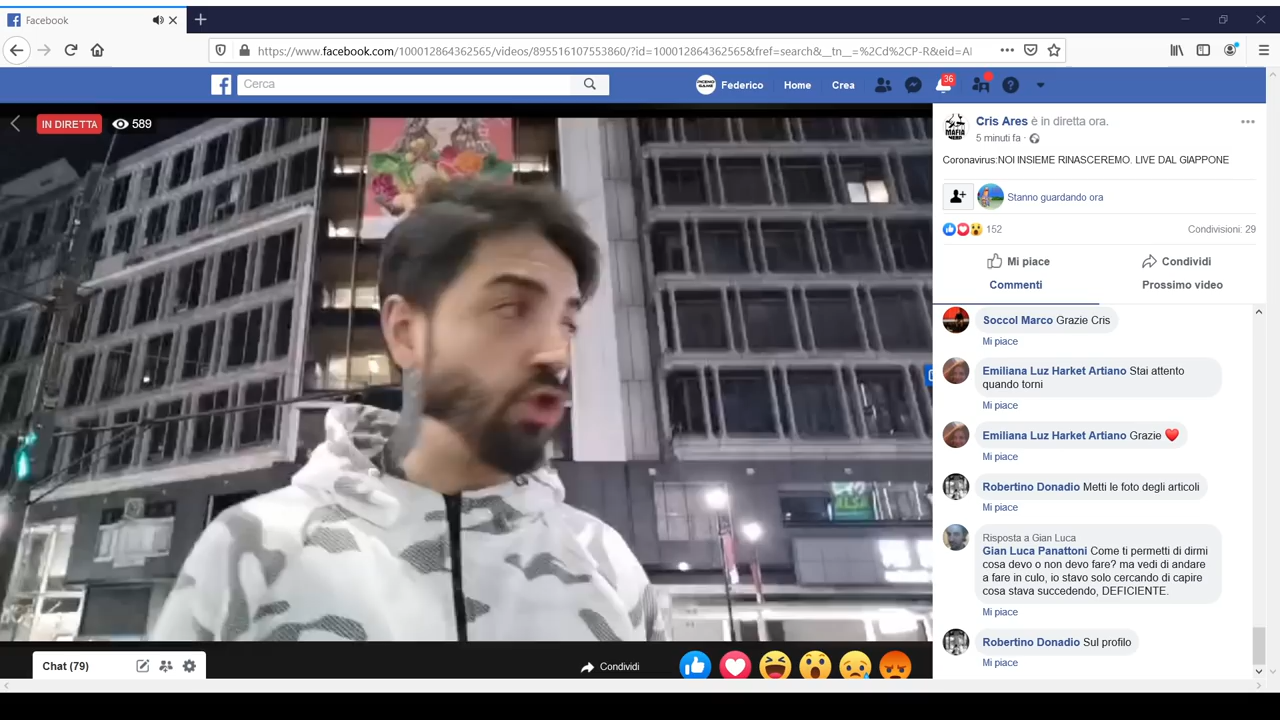 Facebook
https://www.facebook.com/100012864362565/videos/895516107553860/?id=100012864362565&fref=search&__tn__=%2Cd%2CP-R&eid=A
Cerca
Federico
Home
Crea
36
IN DIRETTA
589
Cris Ares è in diretta ora.
5 minuti fa ·
MAFIA
Coronavirus:NOI INSIEME RINASCEREMO. LIVE DAL GIAPPONE
Stanno guardando ora
152
Condivisioni: 29
Mi piace
Condividi
Commenti
Prossimo video
Soccol Marco Grazie Cris
Mi piace
Emiliana Luz Harket Artiano Stai attento
quando torni
Mi piace
Emiliana Luz Harket Artiano Grazie ❤️
Mi piace
Robertino Donadio Metti le foto degli articoli
Mi piace
Risposta a Gian Luca
Gian Luca Panattoni Come ti permetti di dirmi
cosa devo o non devo fare? ma vedi di andare
a fare in culo, io stavo solo cercando di capire
cosa stava succedendo, DEFICIENTE.
Mi piace
Robertino Donadio Sul profilo
Mi piace
Chat (79)
Condividi